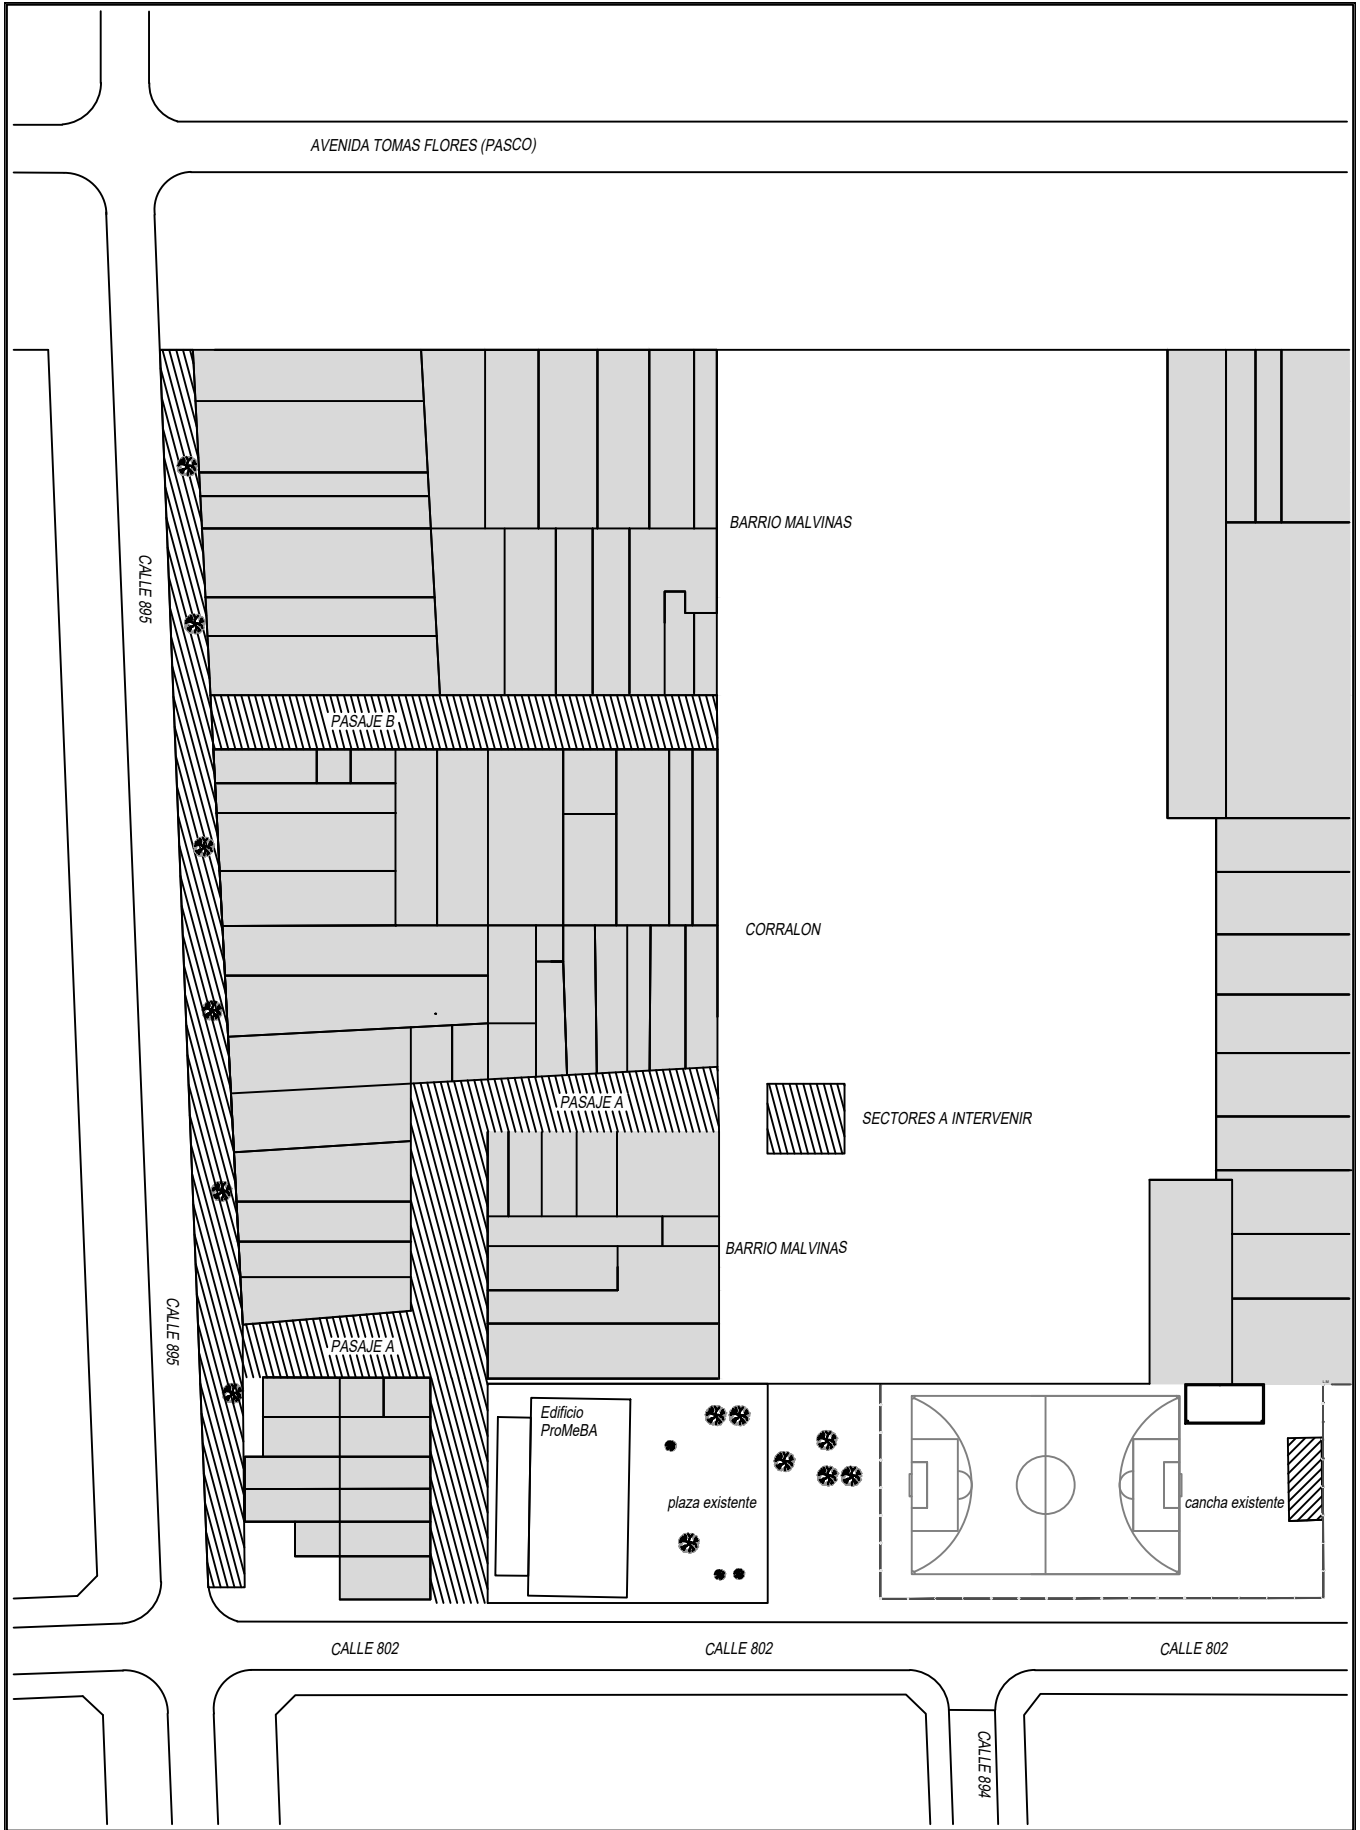 AVENIDA TOMAS FLORES (PASCO)
BARRIO MALVINAS
CALLE 895
PASAJE B
CORRALON
PASAJE A
SECTORES A INTERVENIR
BARRIO MALVINAS
CALLE 895
PASAJE A
Edificio
ProMeBA
plaza existente
cancha existente
CALLE 802
CALLE 802
CALLE 802
CALLE 894